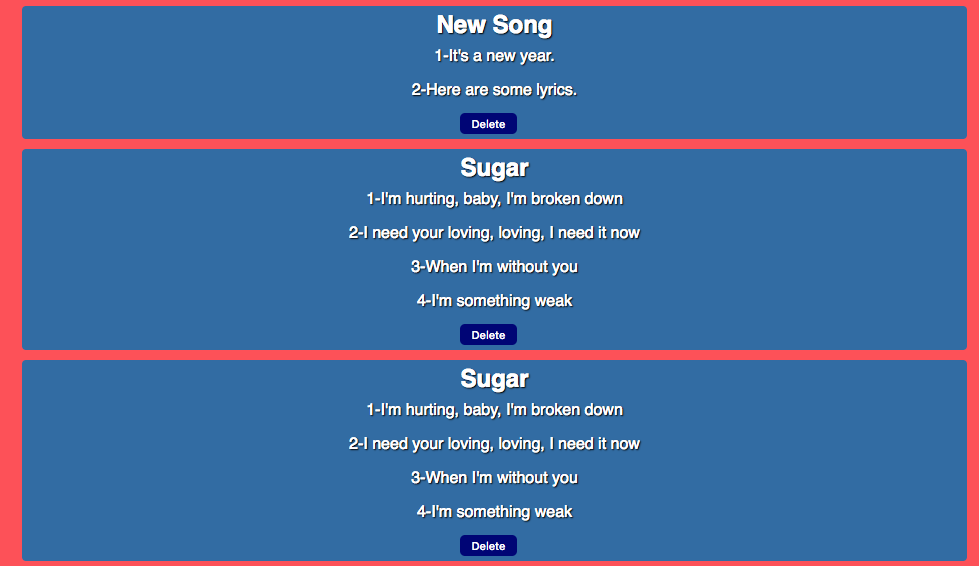 New Song
1-It's a new year.
2-Here are some lyrics.
Delete
Sugar
1-I'm hurting, baby, I'm broken down
2-I need your loving, loving, I need it now
3-When I'm without you
4-I'm something weak
Delete
Sugar
1-I'm hurting, baby, I'm broken down
2-I need your loving, loving, I need it now
3-When I'm without you
4-I'm something weak
Delete